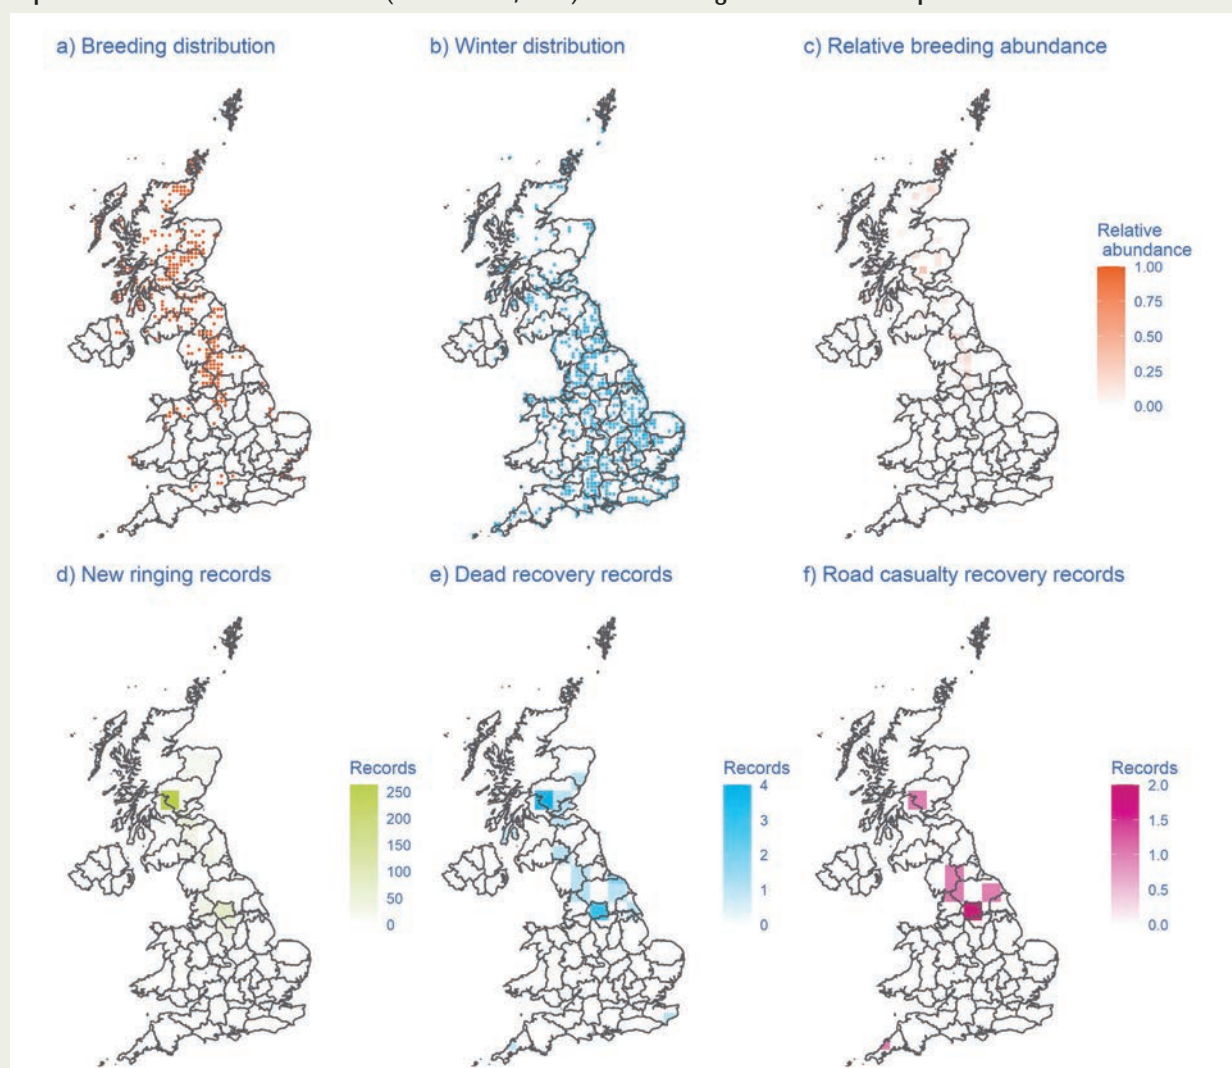 a) Breeding distribution
b) Winter distribution
c) Relative breeding abundance
Relative
abundance
1.00
0.75
0.50
0.25
0.00
d) New ringing records
e) Dead recovery records
f) Road casualty recovery records
Records
250
200
150
100
50
0
Records
4
3
2
1
0
Records
2.0
1.5
1.0
0.5
0.0